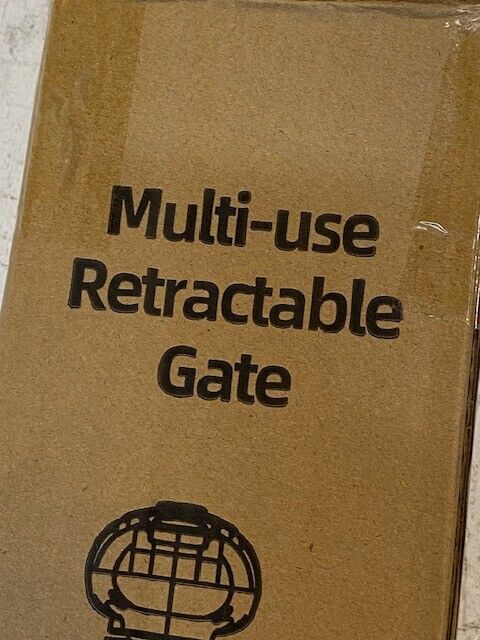 Multi-use
Retractable
Gate